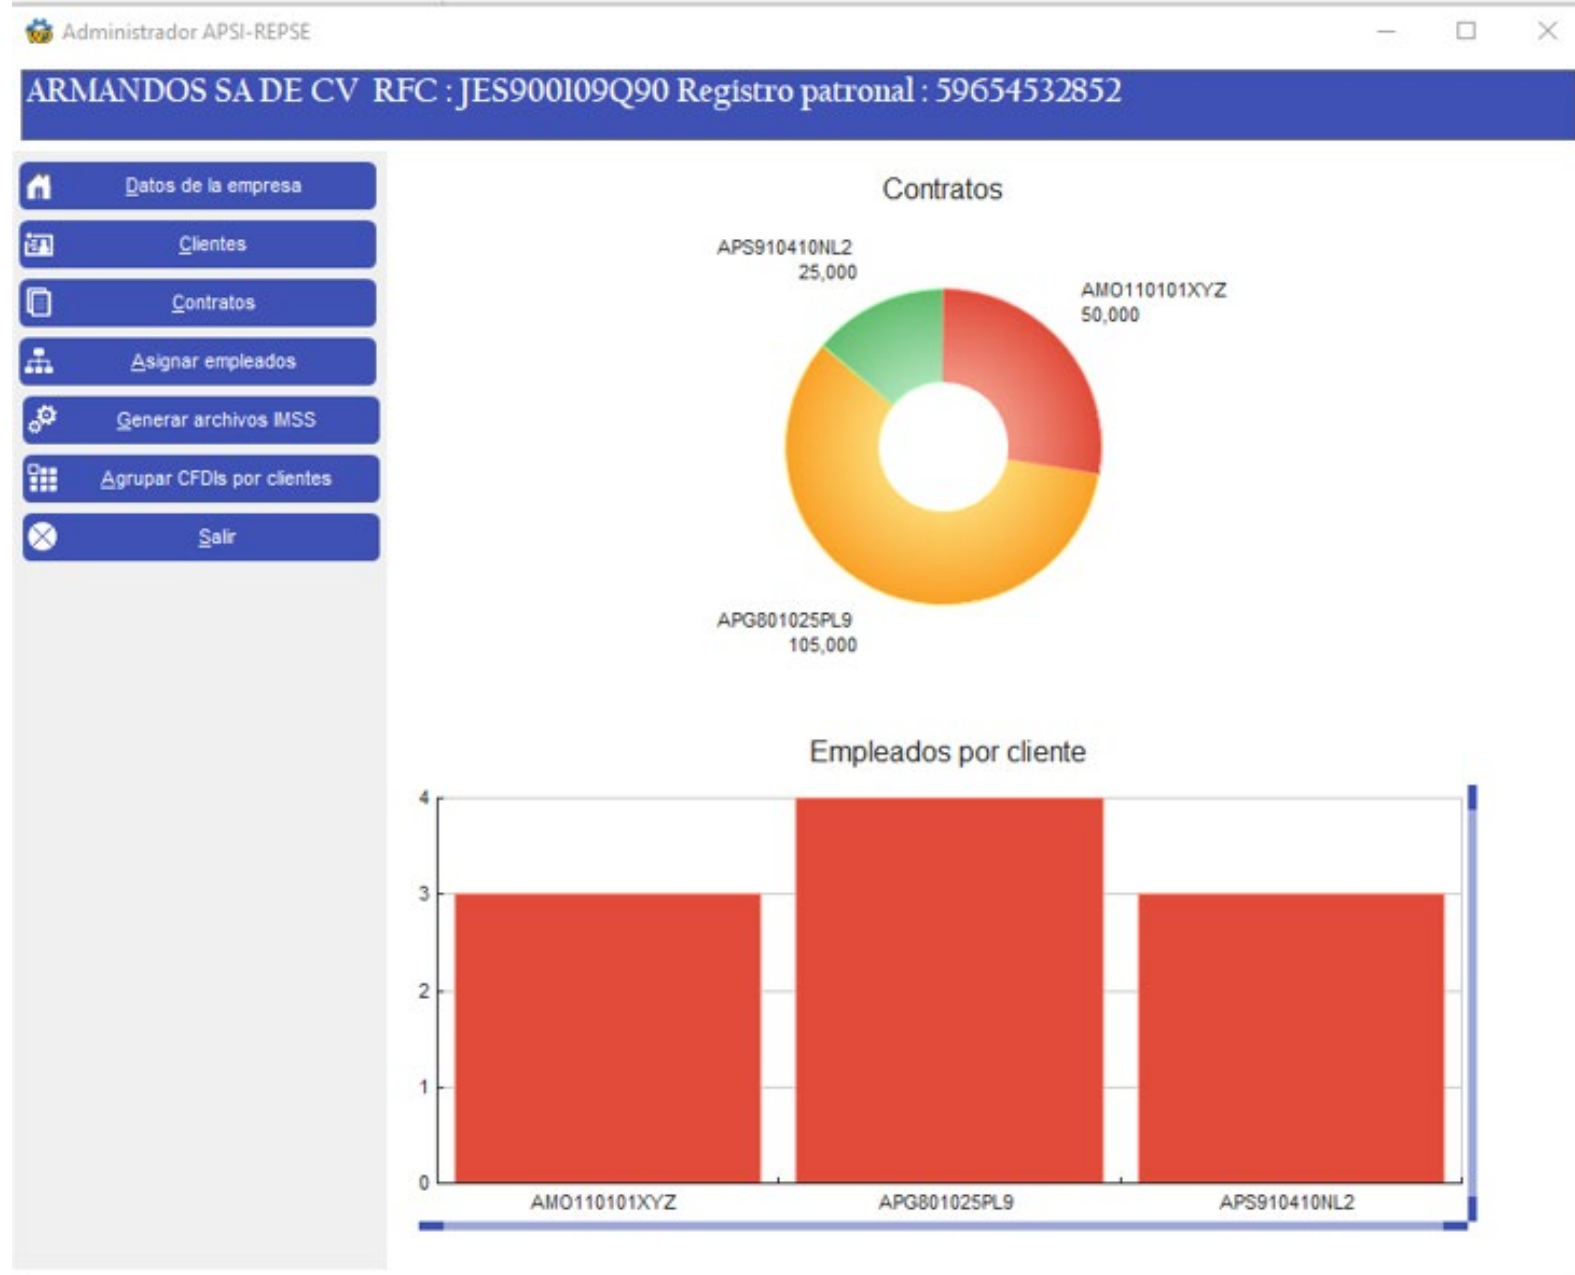 Administrador APSI-REPSE
ARMANDOS SA DE CV RFC : JES900109Q90 Registro patronal : 59654532852
Datos de la empresa
Clientes
Contratos
Asignar empleados
Generar archivos IMSS
Agrupar CFDIs por clientes
Salir
Contratos
APS910410NL2
25,000
AMO110101XYZ
50,000
APG801025PL9
105,000
Empleados por cliente
4
3
2
1
0
AMO110101XYZ APG801025PL9 APS910410NL2